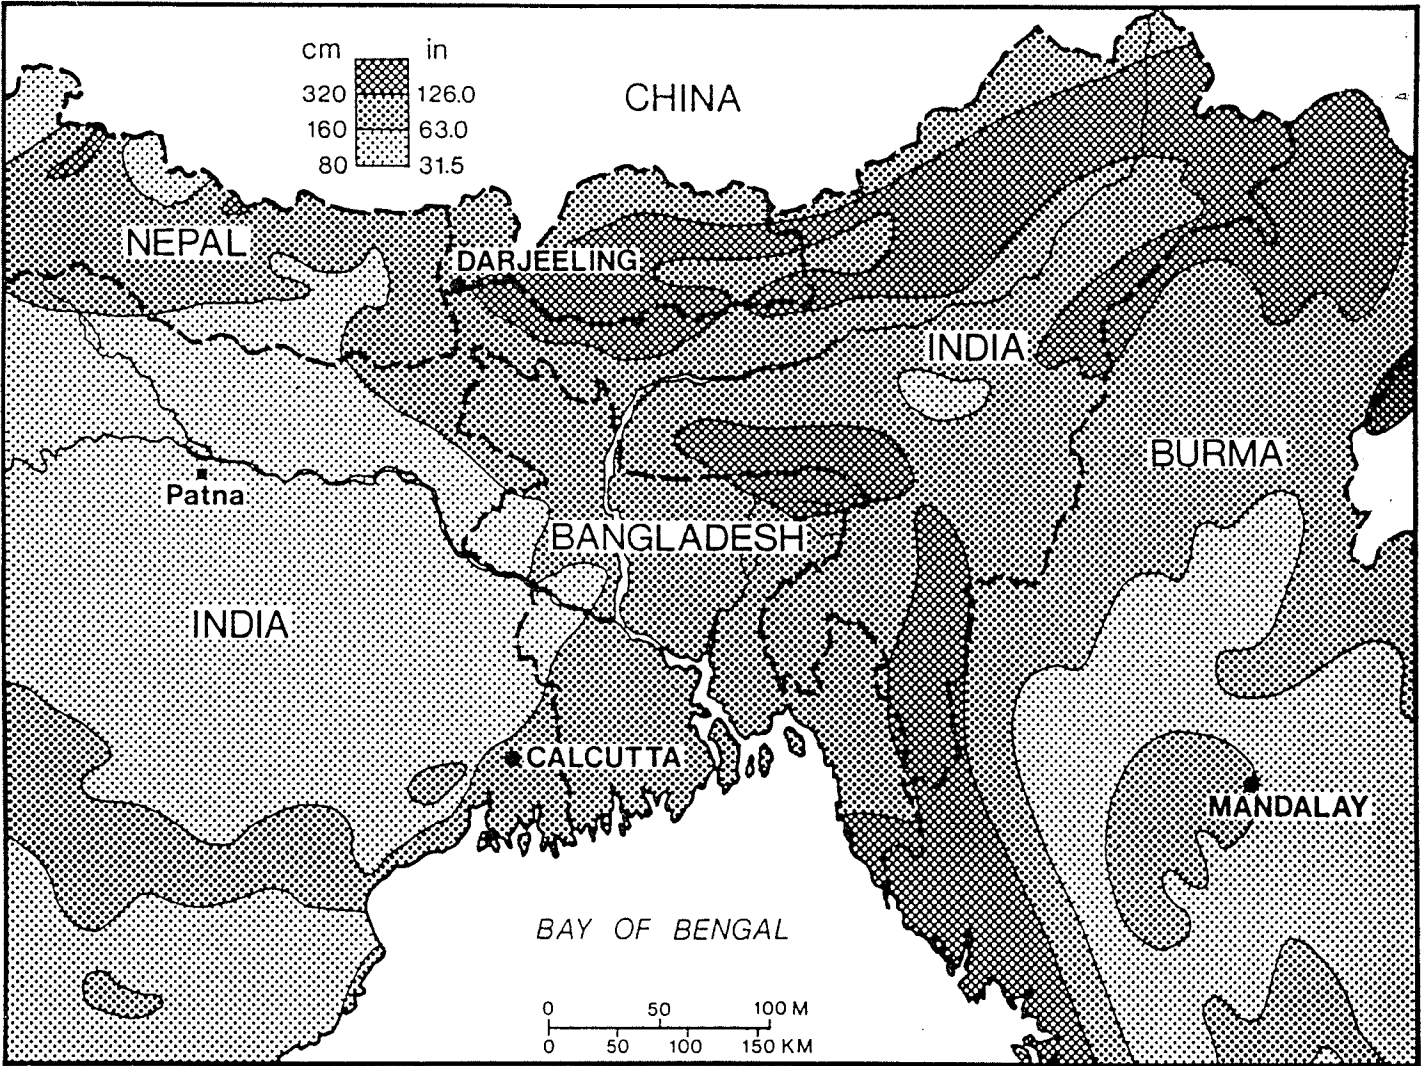 cm in
320 126.0
160 63.0
80 31.5
CHINA
NEPAL
DARJEELING
INDIA
BURMA
Patna
BANGLADESH
INDIA
CALCUTTA
MANDALAY
BAY OF BENGAL
0 50 100 M
0 50 100 150 KM